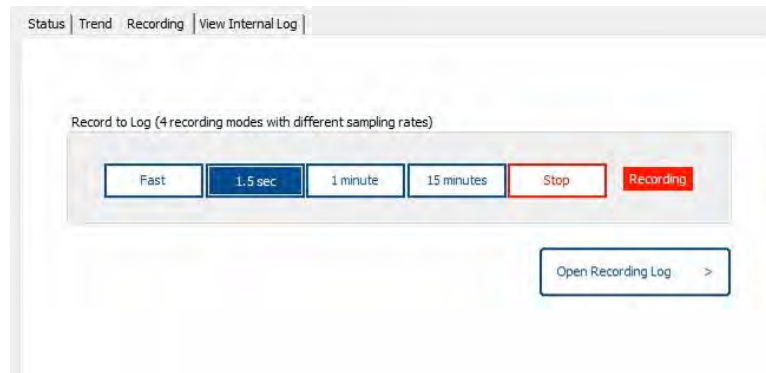 Status | Trend Recording | View Internal Log |
Record to Log (4 recording modes with different sampling rates)
Fast 1.5 sec 1 minute 15 minutes Stop Recording
Open Recording Log >